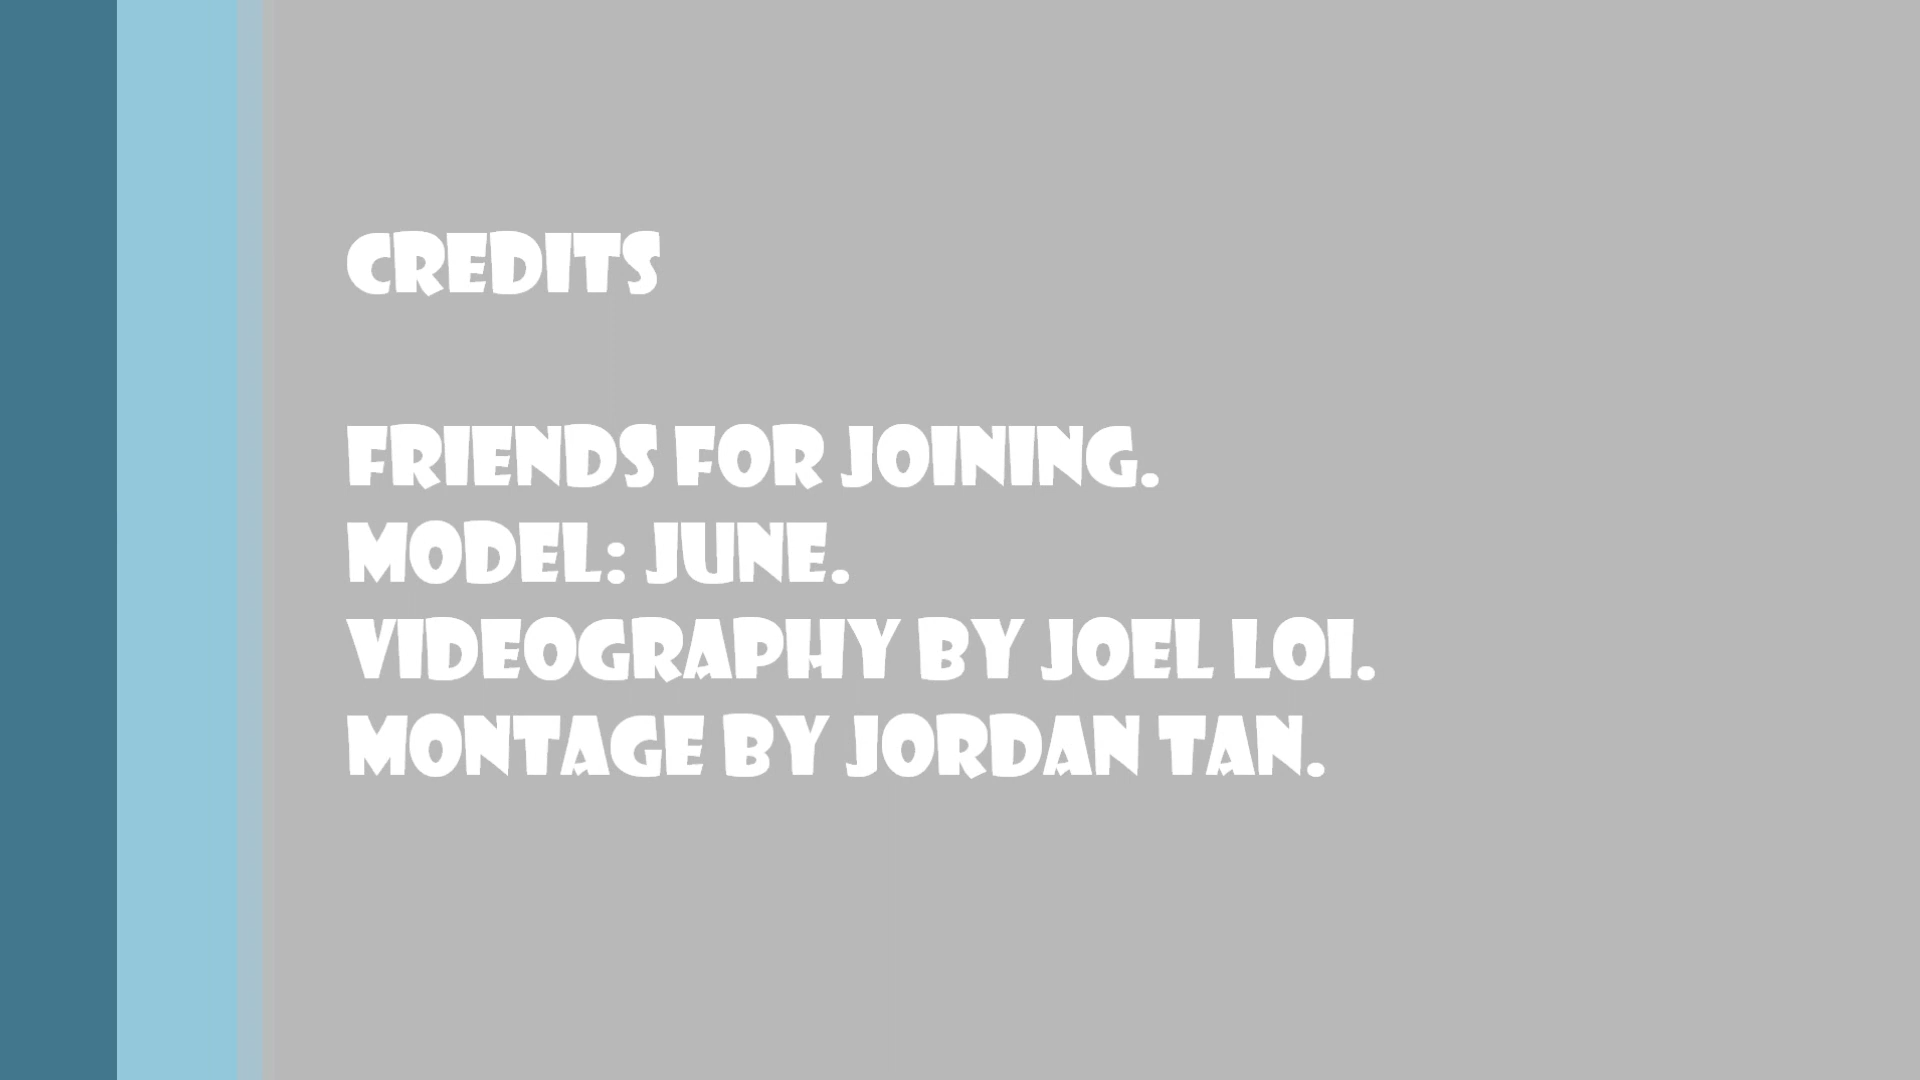 CREDITS
FRIENDS FOR JOINING.
MODEL: JUNE.
VIDEOGRAPHY BY JOEL LOI.
MONTAGE BY JORDAN TAN.